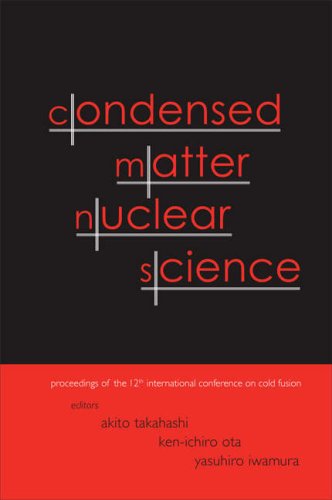 condensed
matter
nuclear
science
proceedings of the 12th international conference on cold fusion
editors
akito takahashi
ken-ichiro ota
yasuhiro iwamura